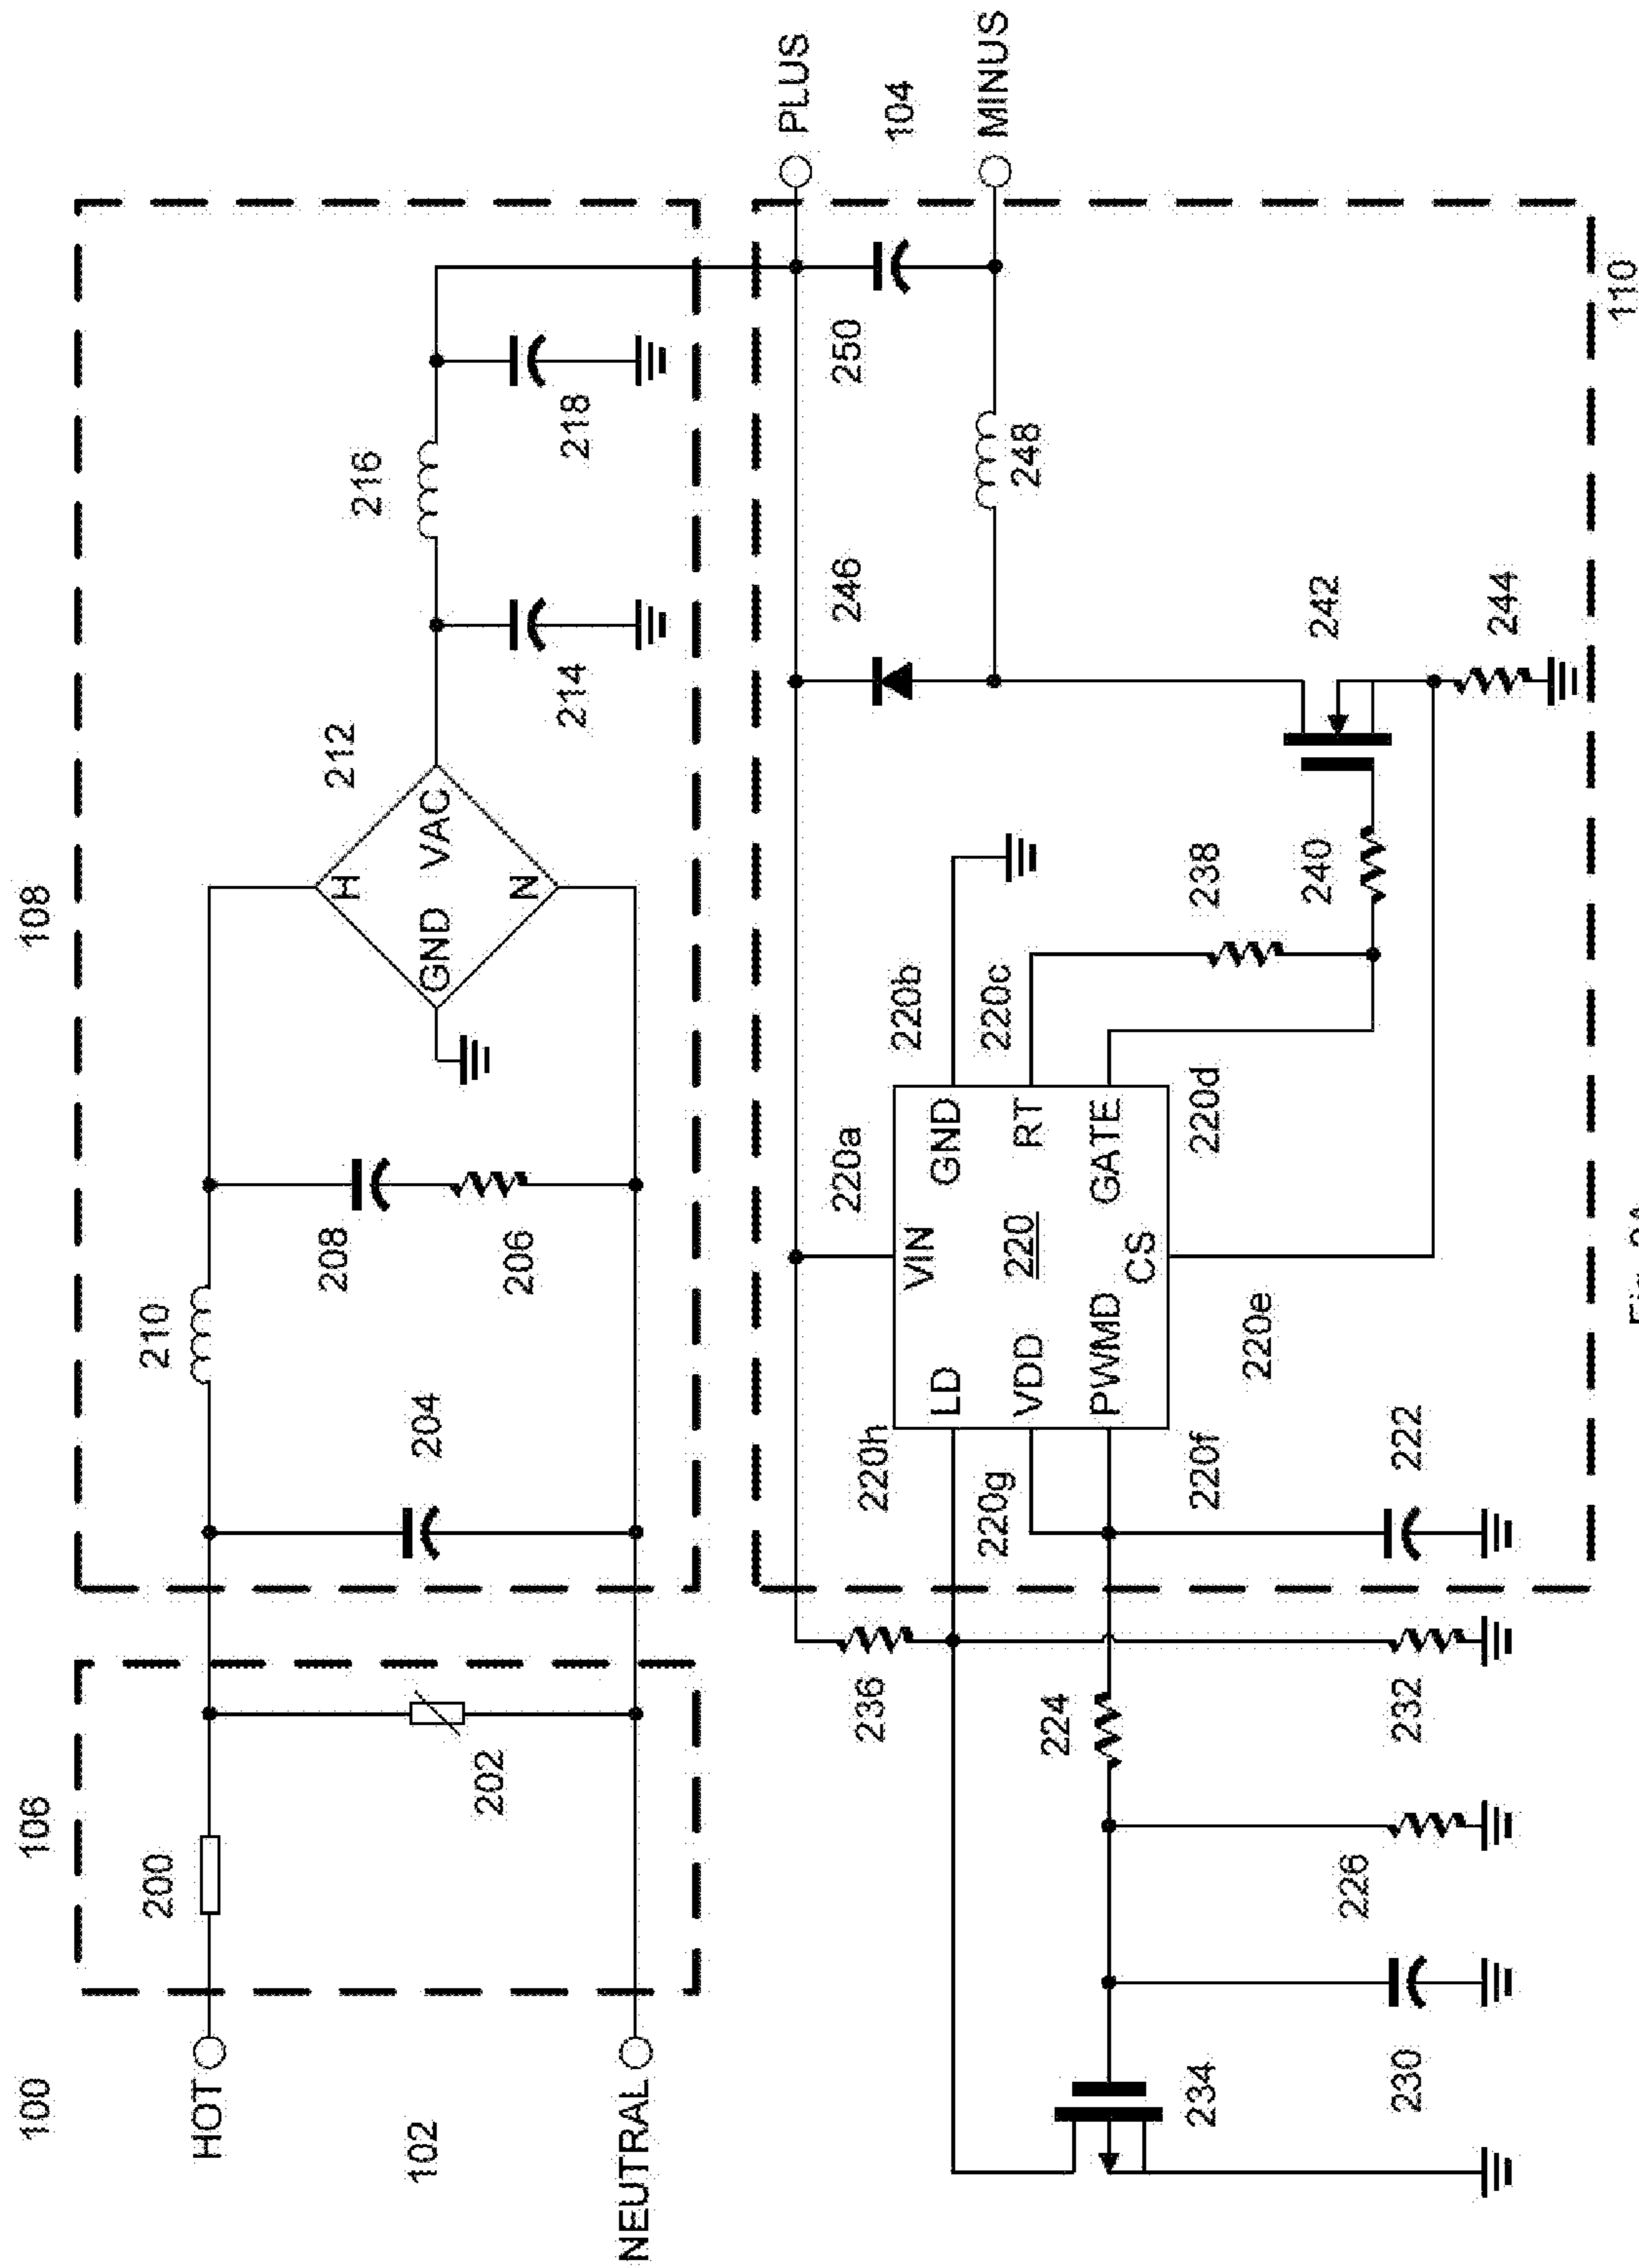 100
106
108
HOT
200
210
212
H
GND VAC
N
216
202
204
208
206
214
218
102
NEUTRAL
PLUS
104
MINUS
236
220h
220a
220b
246
250
LD
VIN
GND
220g
VDD
220
RT
220c
248
224
PWMD
CS
GATE
220f
220d
238
220e
240
242
234
230
226
232
222
244
110